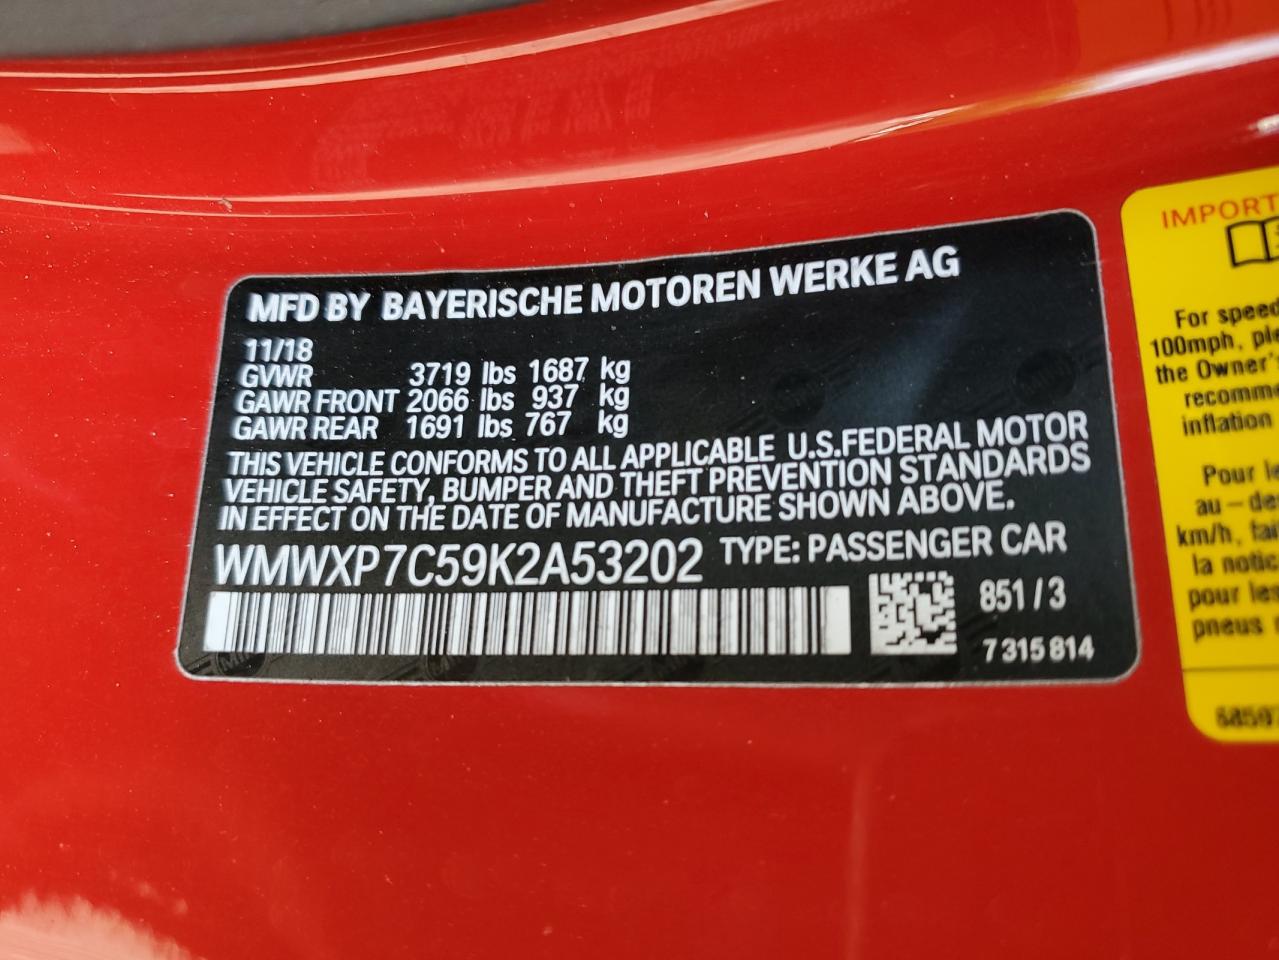 MFD BY BAYERISCHE MOTOREN WERKE AG
11/18
GVWR 3719 lbs 1687 kg
GAWR FRONT 2066 lbs 937 kg
GAWR REAR 1691 lbs 767 kg
THIS VEHICLE CONFORMS TO ALL APPLICABLE U.S.FEDERAL MOTOR
VEHICLE SAFETY, BUMPER AND THEFT PREVENTION STANDARDS
IN EFFECT ON THE DATE OF MANUFACTURE SHOWN ABOVE.
WMWXP7C59K2A53202 TYPE: PASSENGER CAR
851/3
7 315 814
IMPORT
For speed
100mph, ple
the Owner's
recomme
inflation
Pour le
au-de
km/h, fai
la notic
pour les
pneus